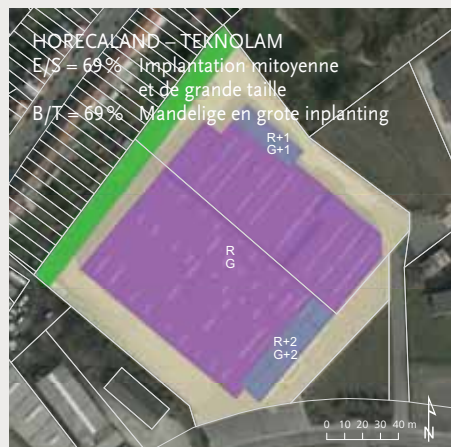 HORECALAND – TEKNOLAM
E/S = 69% Implantation mitoyenne
et de grande taille
B/T = 69% Mandelige en grote inplanting
R+1
G+1
R
G
R+2
G+2
0 10 20 30 40 m
N